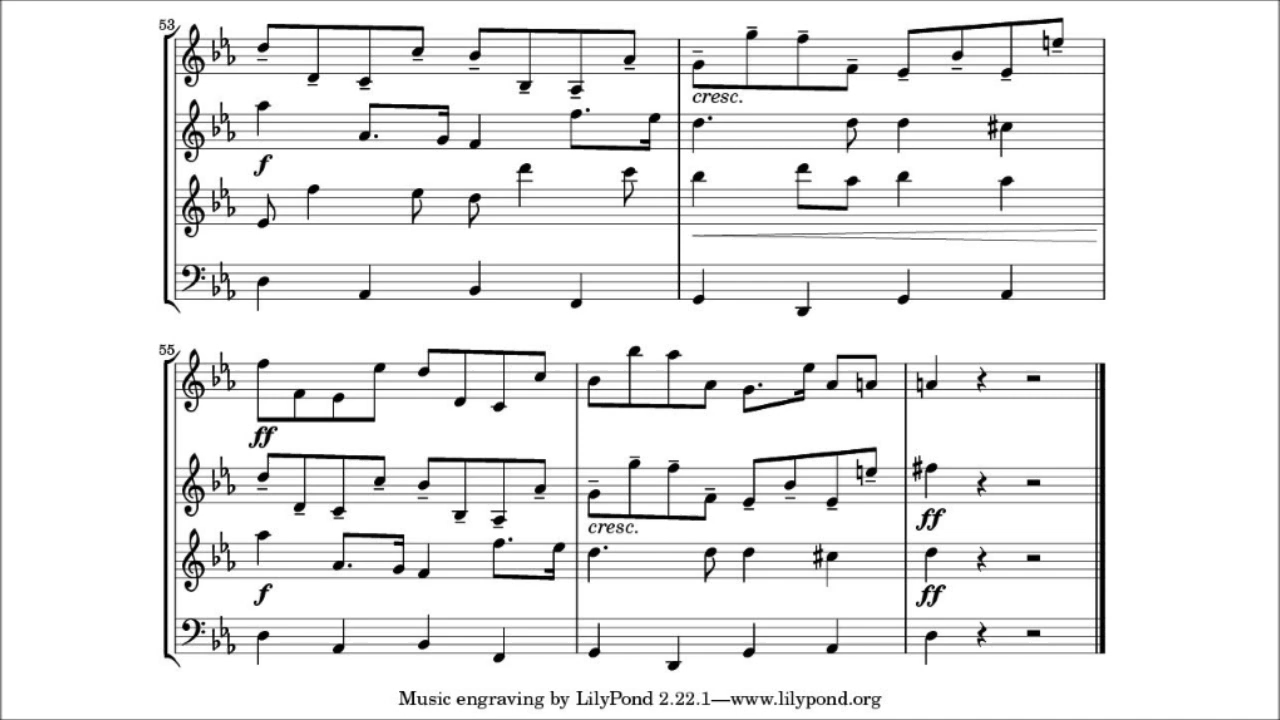 53
cresc.
f
55
ff
cresc.
ff
f
ff
Music engraving by LilyPond 2.22.1—www.lilypond.org